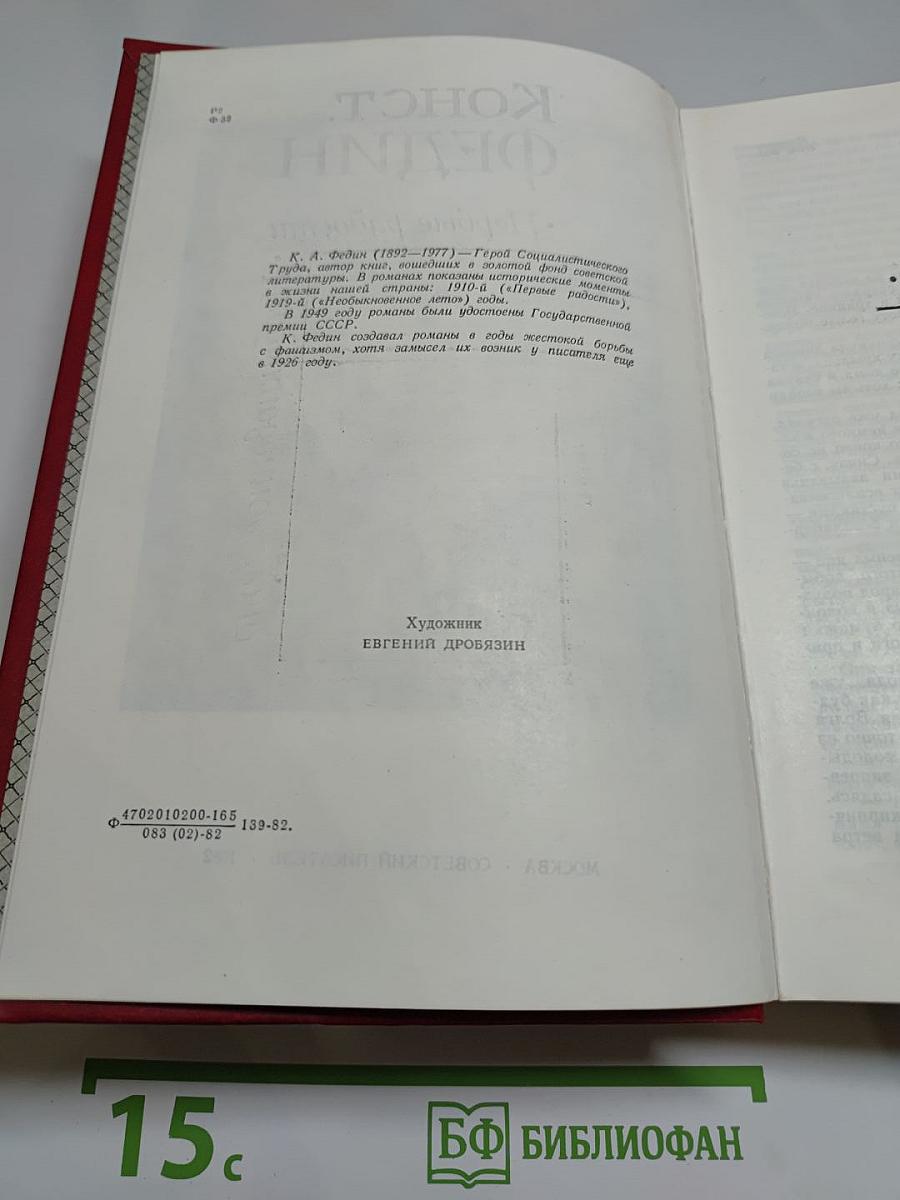 Р2
Ф 32
К. А. Федин (1892—1977) — Герой Социалистического
Труда, автор книг, вошедших в золотой фонд советской
литературы. В романах показаны исторические моменты
в жизни нашей страны: 1910-й («Первые радости»),
1919-й («Необыкновенное лето») годы.
В 1949 году романы были удостоены Государственной
премии СССР.
К. Федин создавал романы в годы жестокой борьбы
с фашизмом, хотя замысел их возник у писателя еще
в 1926 году.
Художник
ЕВГЕНИЙ ДРОБЯЗИН
Ф 4702010200-165
083 (02)-82
139-82.
15с
БФ БИБЛИОФАН